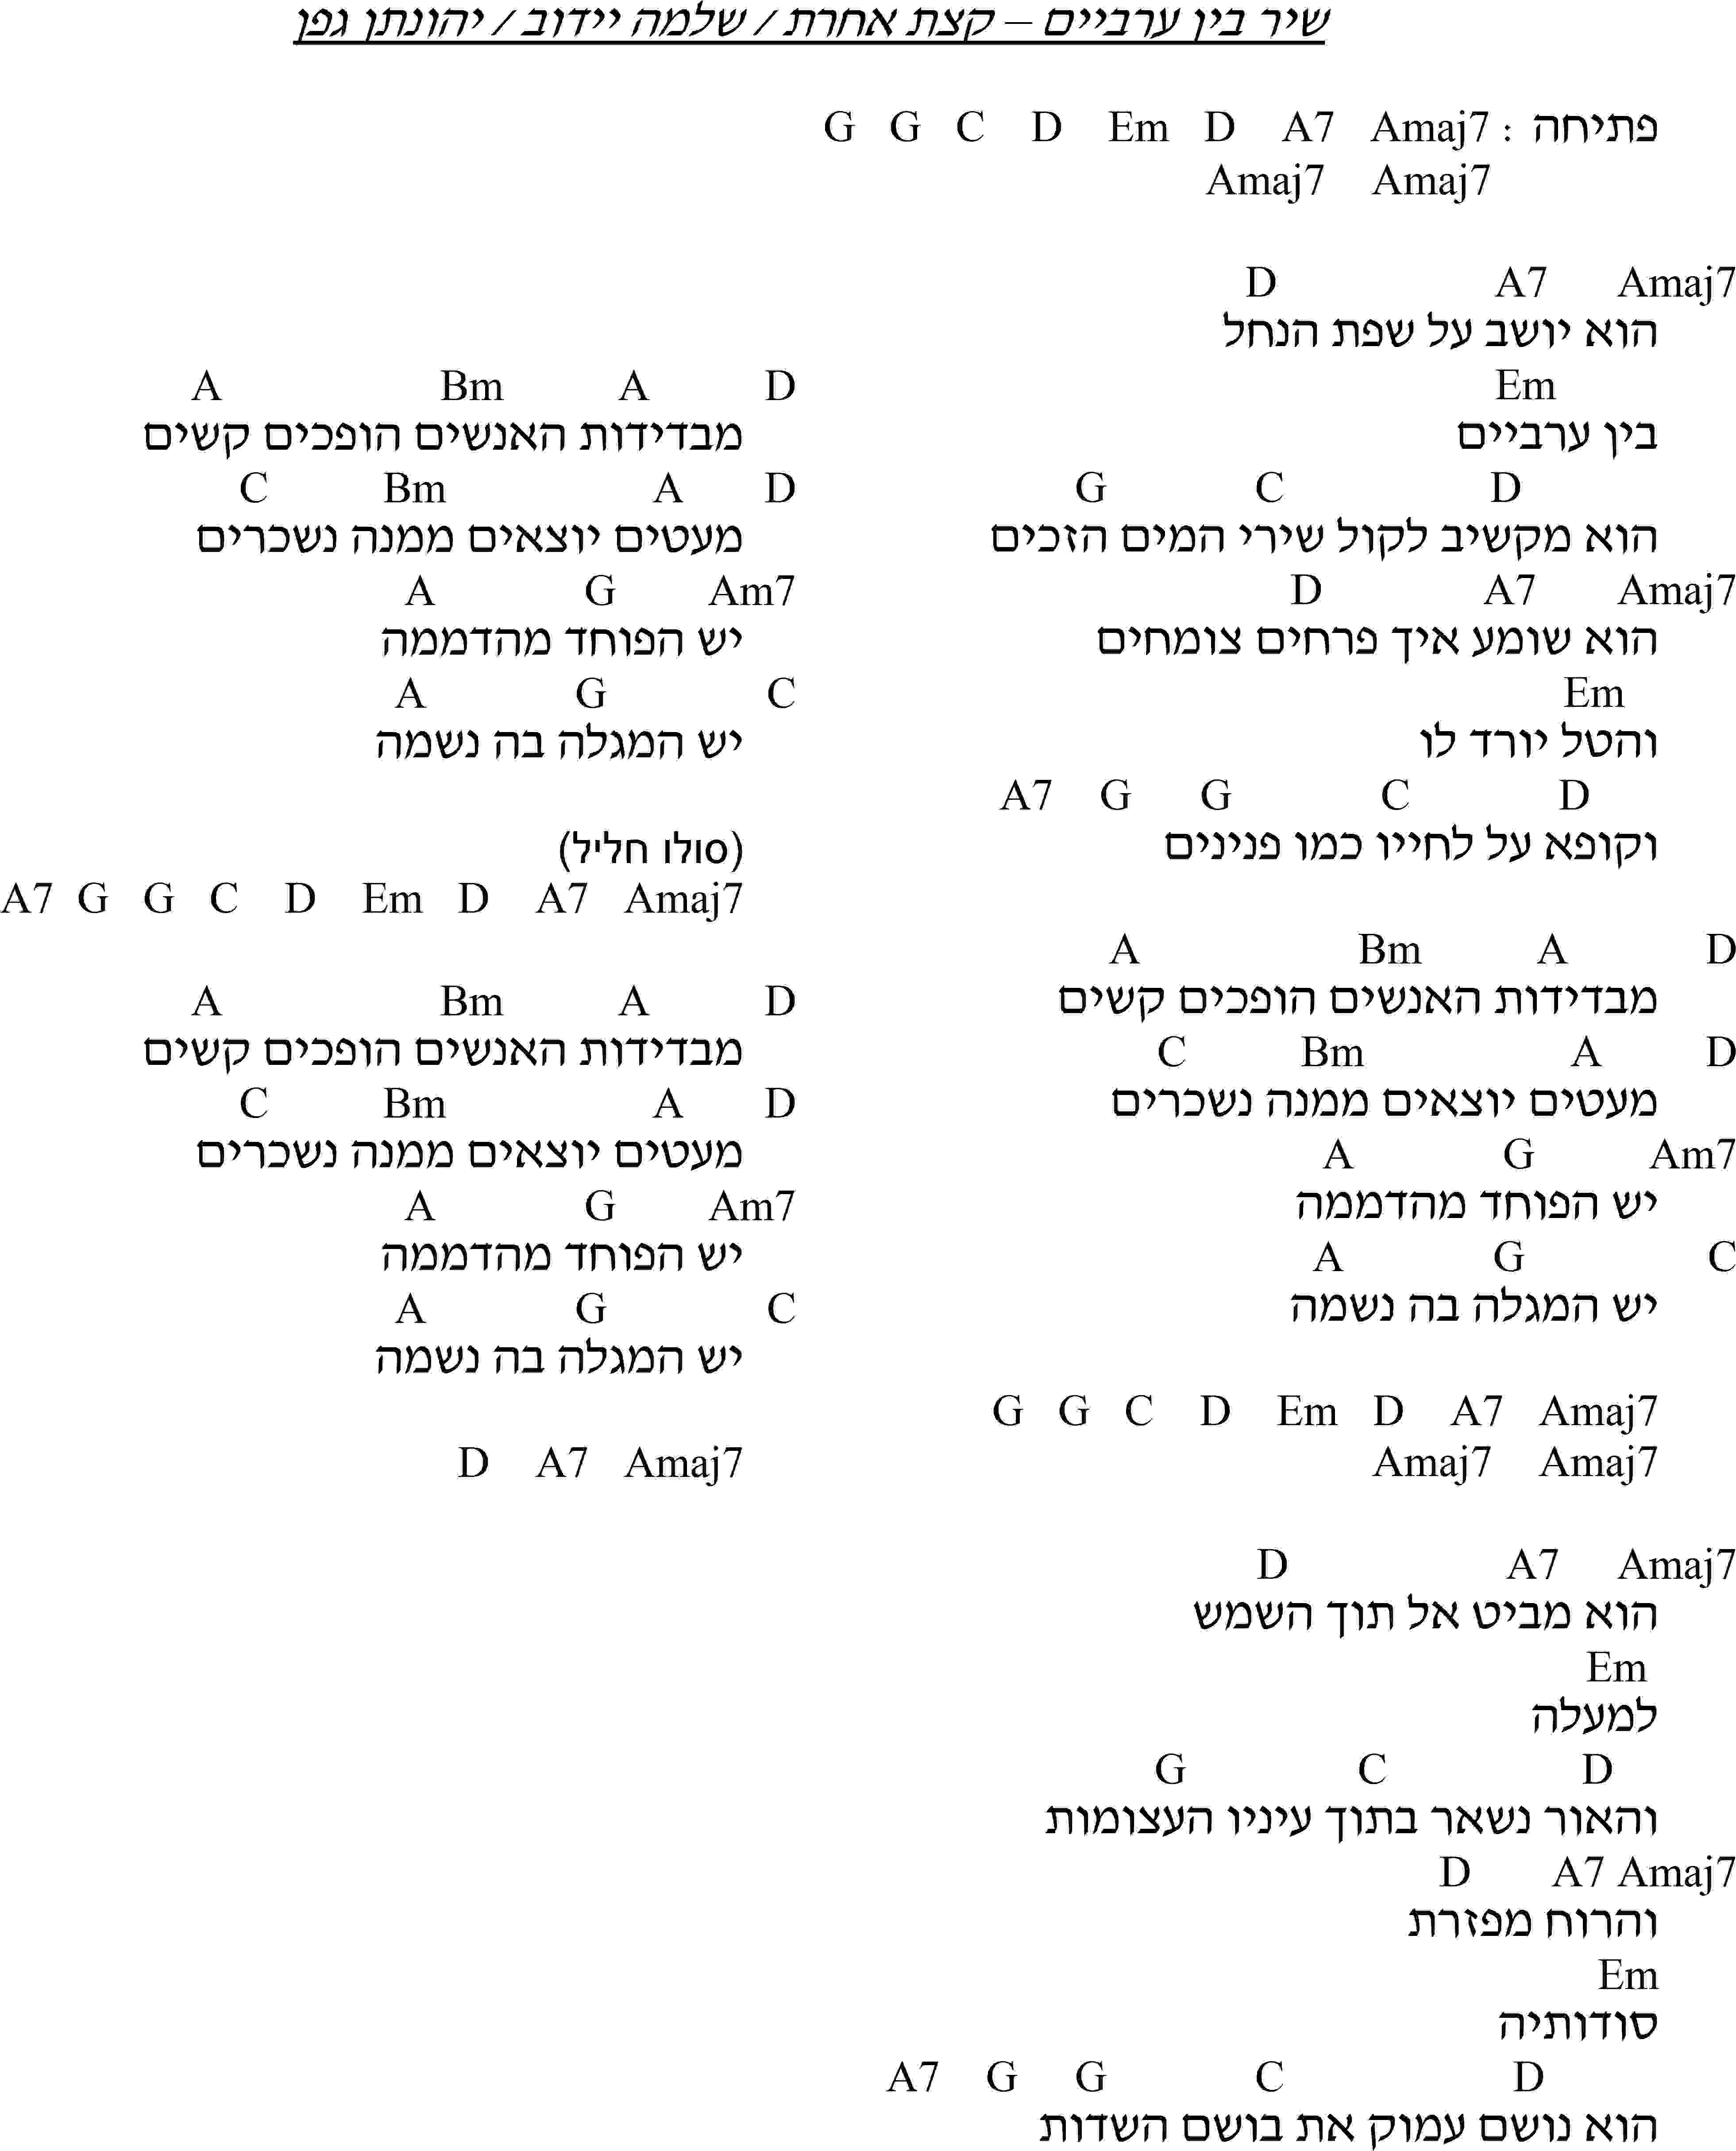 שיר בין ערביים – קצת אחרת / שלמה יידוב / יהונתן גפן
פתיחה : G G C D Em D A7 Amaj7
Amaj7 Amaj7
D A7 Amaj7
הוא יושב על שפת הנחל
Em
בין ערביים
G C D
הוא מקשיב לקול שירי המים הזכים
D A7 Amaj7
הוא שומע איך פרחים צומחים
Em
והטל יורד לו
A7 G G C D
וקופא על לחייו כמו פנינים
A Bm A D
מבדידות האנשים הופכים קשים
C Bm A D
מעטים יוצאים ממנה נשכרים
A G Am7
יש הפוחד מהדממה
A G C
יש המגלה בה נשמה
G G C D Em D A7 Amaj7
Amaj7 Amaj7
D A7 Amaj7
הוא מביט אל תוך השמש
Em
למעלה
G C D
והאור נשאר בתוך עיניו העצומות
D A7 Amaj7
והרוח מפזרת
Em
סודותיה
A7 G G C D
הוא נושם עמוק את בושם השדות
A Bm A D
מבדידות האנשים הופכים קשים
C Bm A D
מעטים יוצאים ממנה נשכרים
A G Am7
יש הפוחד מהדממה
A G C
יש המגלה בה נשמה
(סולו חליל)
A7 G G C D Em D A7 Amaj7
A Bm A D
מבדידות האנשים הופכים קשים
C Bm A D
מעטים יוצאים ממנה נשכרים
A G Am7
יש הפוחד מהדממה
A G C
יש המגלה בה נשמה
D A7 Amaj7